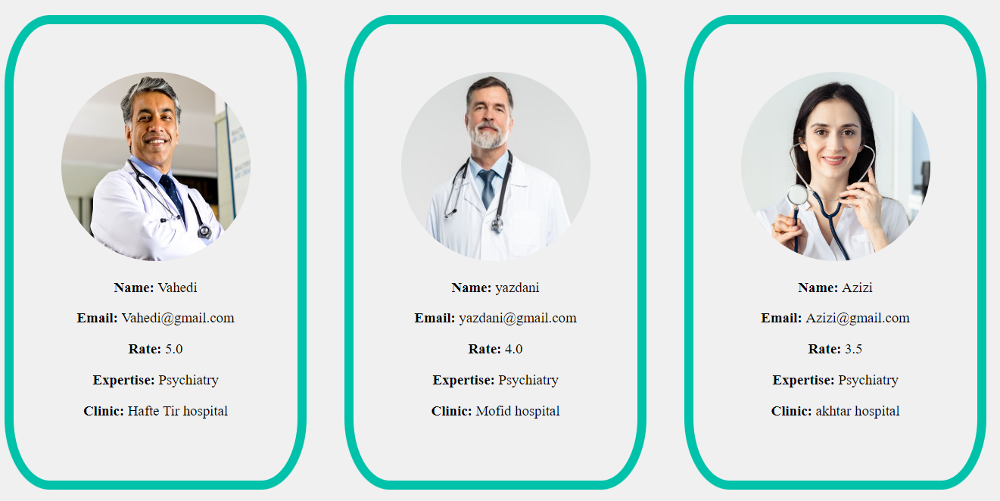 Name: Vahedi
Email: Vahedi@gmail.com
Rate: 5.0
Expertise: Psychiatry
Clinic: Hafte Tir hospital
Name: yazdani
Email: yazdani@gmail.com
Rate: 4.0
Expertise: Psychiatry
Clinic: Mofid hospital
Name: Azizi
Email: Azizi@gmail.com
Rate: 3.5
Expertise: Psychiatry
Clinic: akhtar hospital